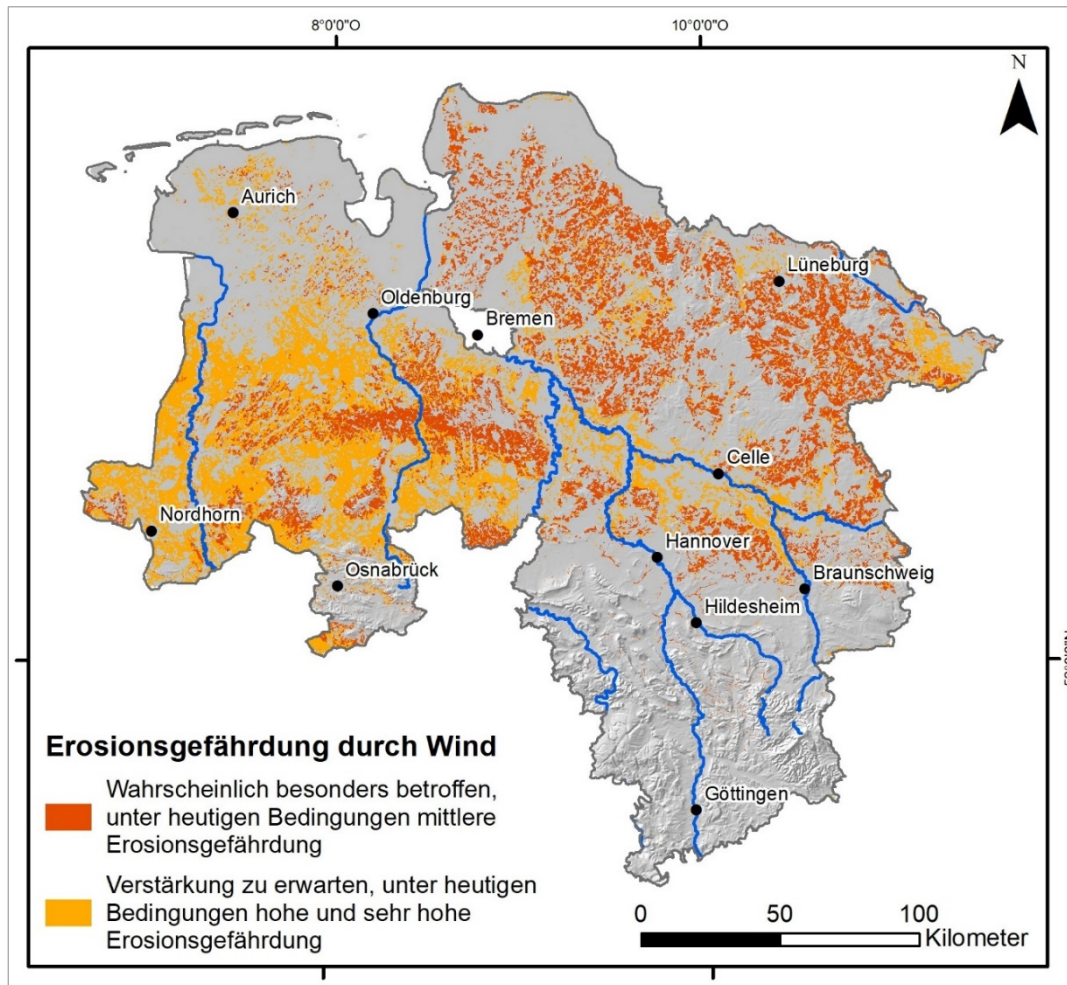 8°0'0"O
10°0'0"O
N
Aurich
Lüneburg
Oldenburg
Bremen
Celle
Nordhorn
Hannover
Osnabrück
Braunschweig
Hildesheim
Göttingen
Erosionsgefährdung durch Wind
Wahrscheinlich besonders betroffen,
unter heutigen Bedingungen mittlere
Erosionsgefährdung
Verstärkung zu erwarten, unter heutigen
Bedingungen hohe und sehr hohe
Erosionsgefährdung
0 50 100
Kilometer